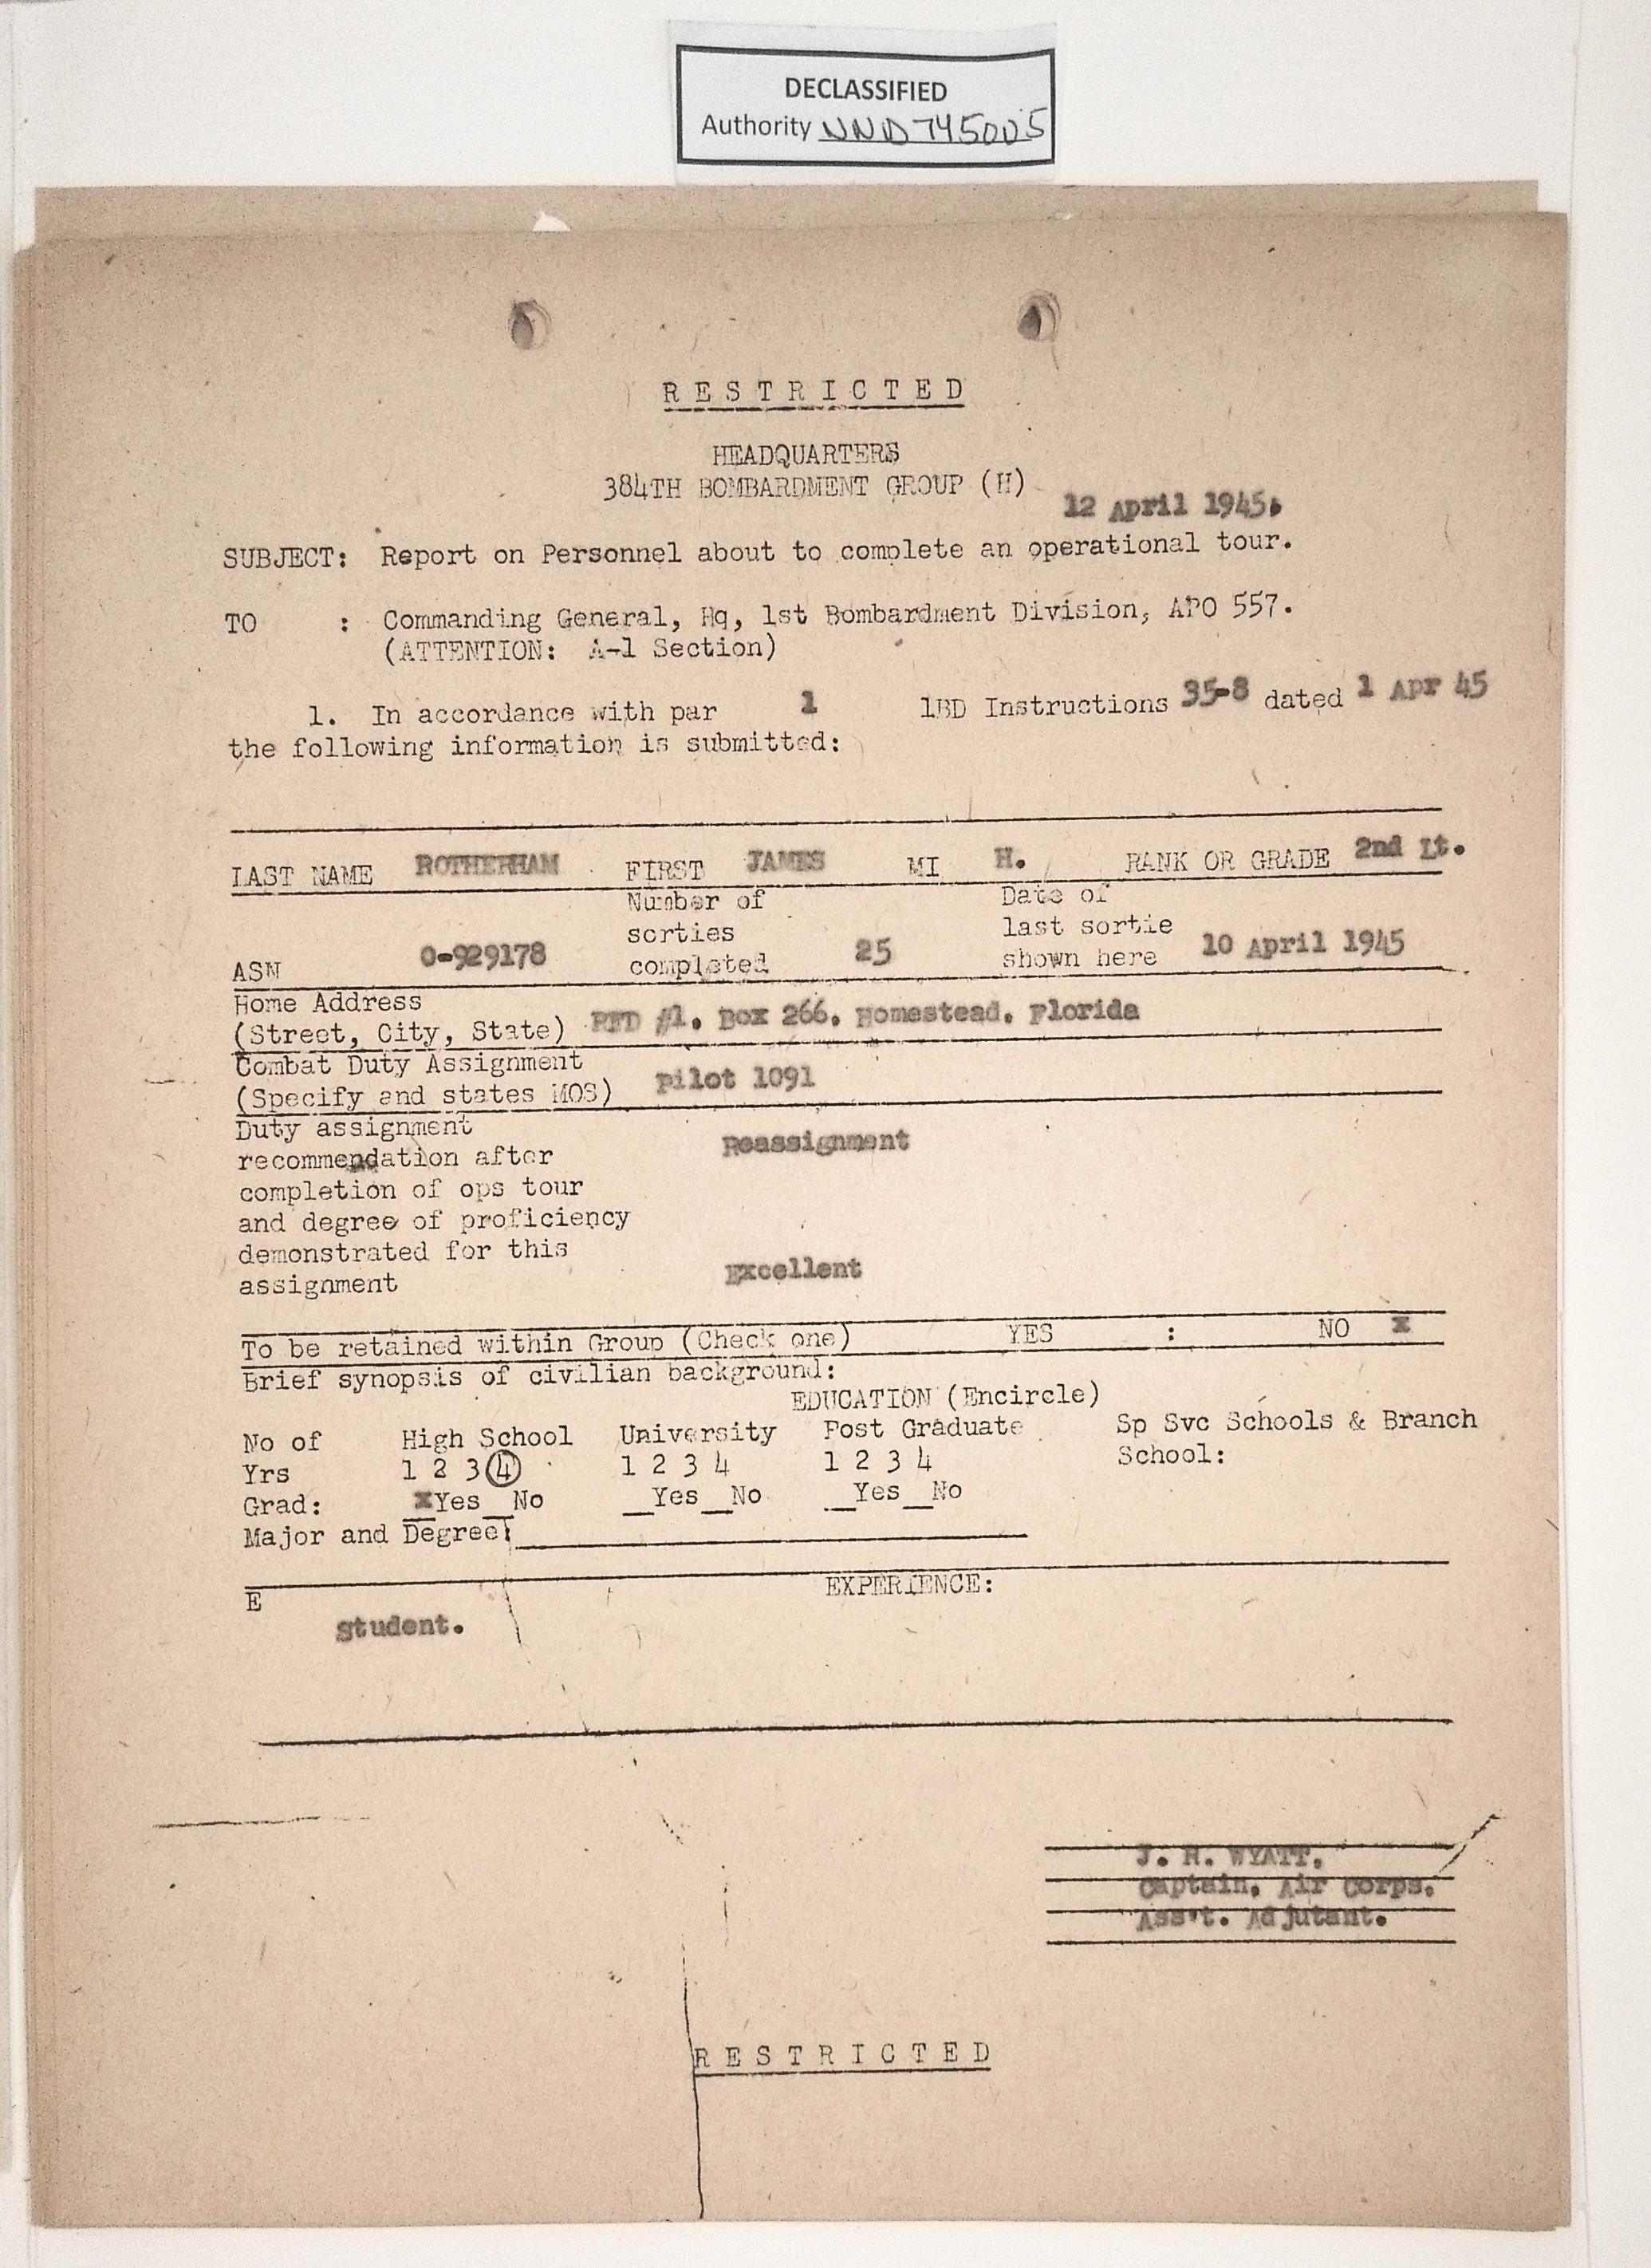 DECLASSIFIED
Authority NND 745005
RESTRICTED
HEADQUARTERS
384TH BOMBARDMENT GROUP (H)
12 April 1945.
SUBJECT: Report on Personnel about to complete an operational tour.
TO : Commanding General, Hq, 1st Bombardment Division, APO 557.
(ATTENTION: A-1 Section)
1. In accordance with par 1 1BD Instructions 35-8 dated 1 Apr 45
the following information is submitted:
LAST NAME ROTHERHAM FIRST JAMES MI H. RANK OR GRADE 2nd Lt.
Number of Date of
sorties last sortie
ASN 0-929178 completed 25 shown here 10 April 1945
Home Address
(Street, City, State) RFD #1, Box 266, Homestead, Florida
Combat Duty Assignment
(Specify and states MOS) Pilot 1091
Duty assignment Reassignment
recommendation after
completion of ops tour
and degree of proficiency
demonstrated for this Excellent
assignment
To be retained within Group (Check one) YES : NO x
Brief synopsis of civilian background:
EDUCATION (Encircle)
No of High School University Post Graduate Sp Svc Schools & Branch
Yrs 1 2 3 4 1 2 3 4 1 2 3 4 School:
Grad: xYes__No __Yes__No __Yes__No
Major and Degree:
E EXPERIENCE:
Student.
J. H. WYATT,
Captain, Air Corps,
Ass't. Adjutant.
RESTRICTED